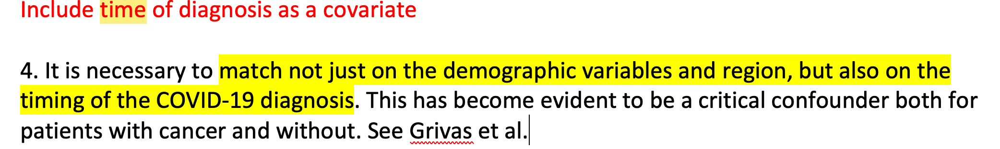 Include time of diagnosis as a covariate
4. It is necessary to match not just on the demographic variables and region, but also on the
timing of the COVID-19 diagnosis. This has become evident to be a critical confounder both for
patients with cancer and without. See Grivas et al.